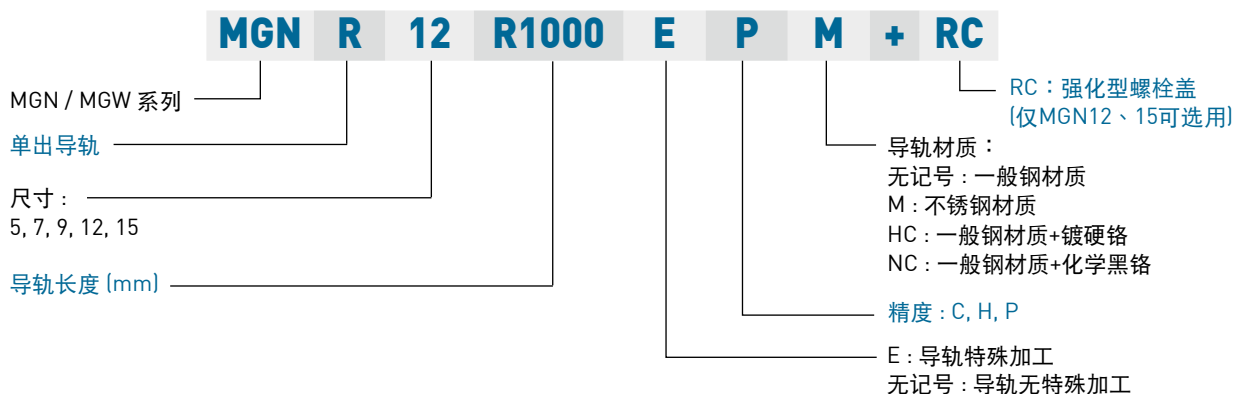 MGN R 12 R1000 E P M + RC
MGN / MGW 系列
单出导轨
尺寸 :
5, 7, 9, 12, 15
导轨长度 (mm)
RC：强化型螺栓盖
(仅MGN12、15可选用)
导轨材质：
无记号 : 一般钢材质
M : 不锈钢材质
HC : 一般钢材质+镀硬铬
NC : 一般钢材质+化学黑铬
精度 : C, H, P
E : 导轨特殊加工
无记号 : 导轨无特殊加工